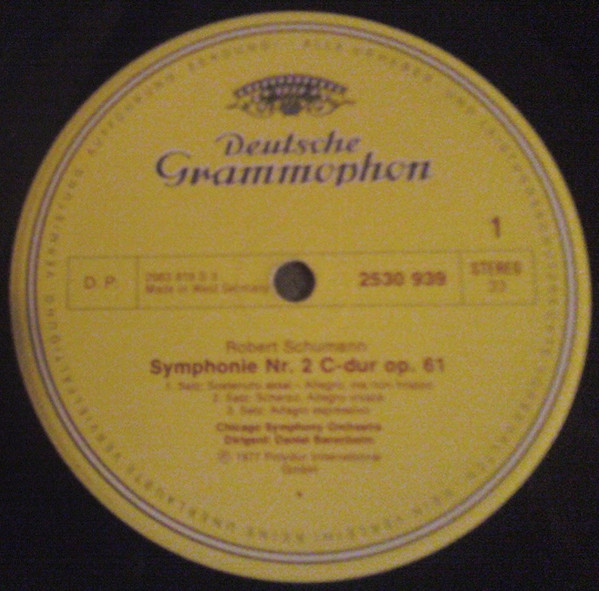 Deutsche
Grammophon
1
D. P.
Made in West Germany
2530 939
STEREO
33
Robert Schumann
Symphonie Nr. 2 C-dur op. 61
1. Satz: Sostenuto assai - Allegro, ma non troppo
2. Satz: Scherzo. Allegro vivace
3. Satz: Adagio espressivo
Chicago Symphony Orchestra
Dirigent: Daniel Barenboim
Ⓟ 1977 Polydor International
GmbH